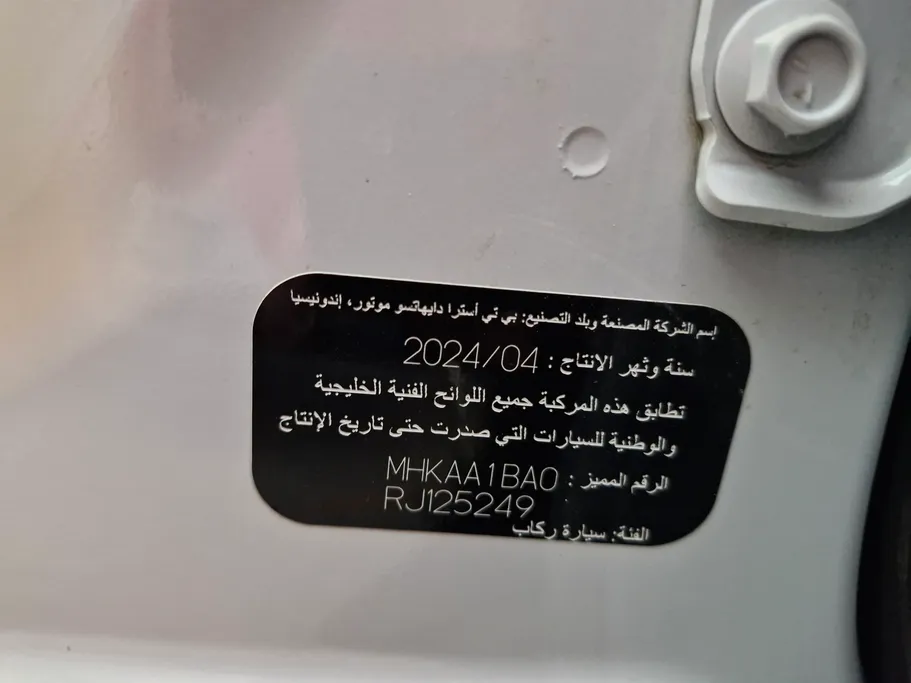 إسم الشركة المصنعة وبلد التصنيع: بي تي أسترا دايهاتسو موتور، إندونيسيا
سنة وشهر الانتاج : 2024/04
تطابق هذه المركبة جميع اللوائح الفنية الخليجية
والوطنية للسيارات التي صدرت حتى تاريخ الإنتاج
الرقم المميز : MHKAA1BA0
RJ125249
الفئة: سيارة ركاب